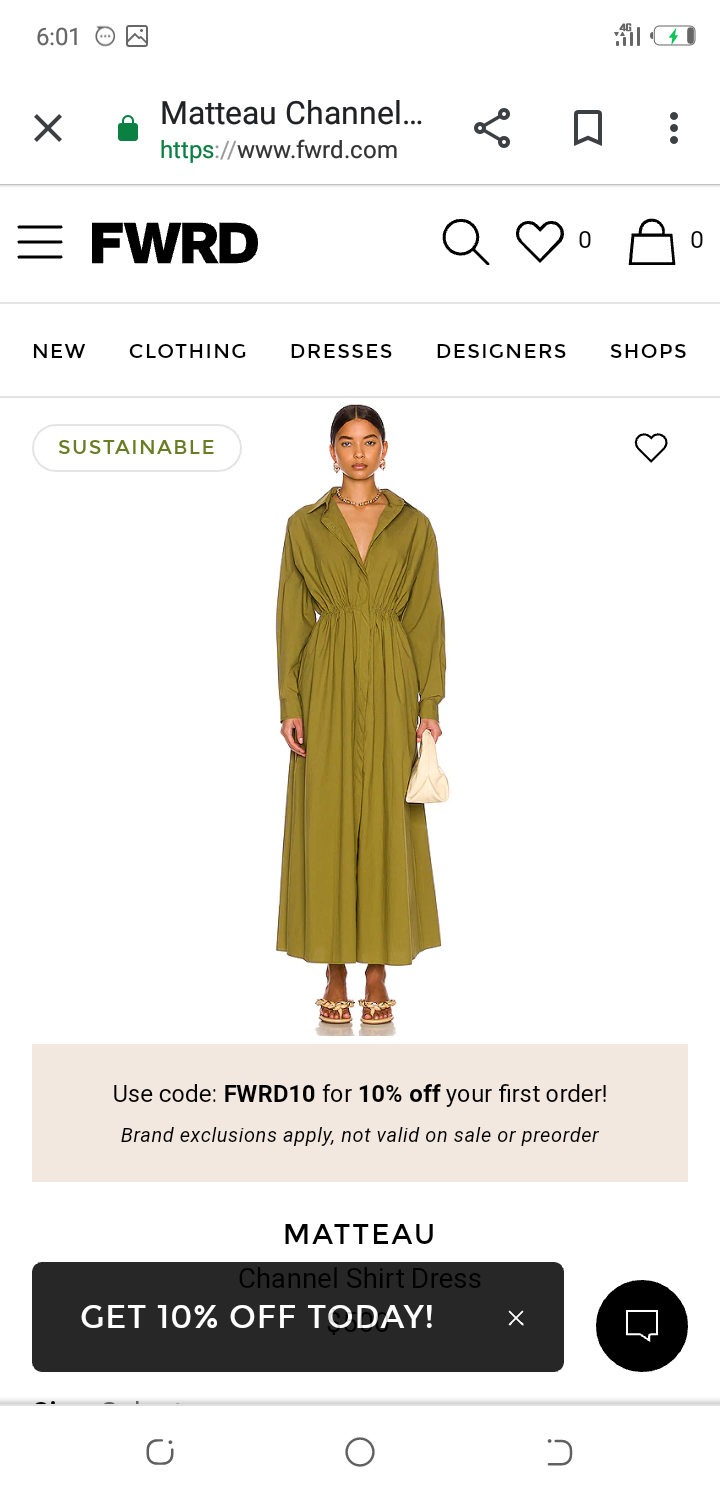 6:01
4G
Matteau Channel...
https://www.fwrd.com
FWRD
0
0
NEW CLOTHING DRESSES DESIGNERS SHOPS
SUSTAINABLE
Use code: FWRD10 for 10% off your first order!
Brand exclusions apply, not valid on sale or preorder
MATTEAU
Channel Shirt Dress
GET 10% OFF TODAY!